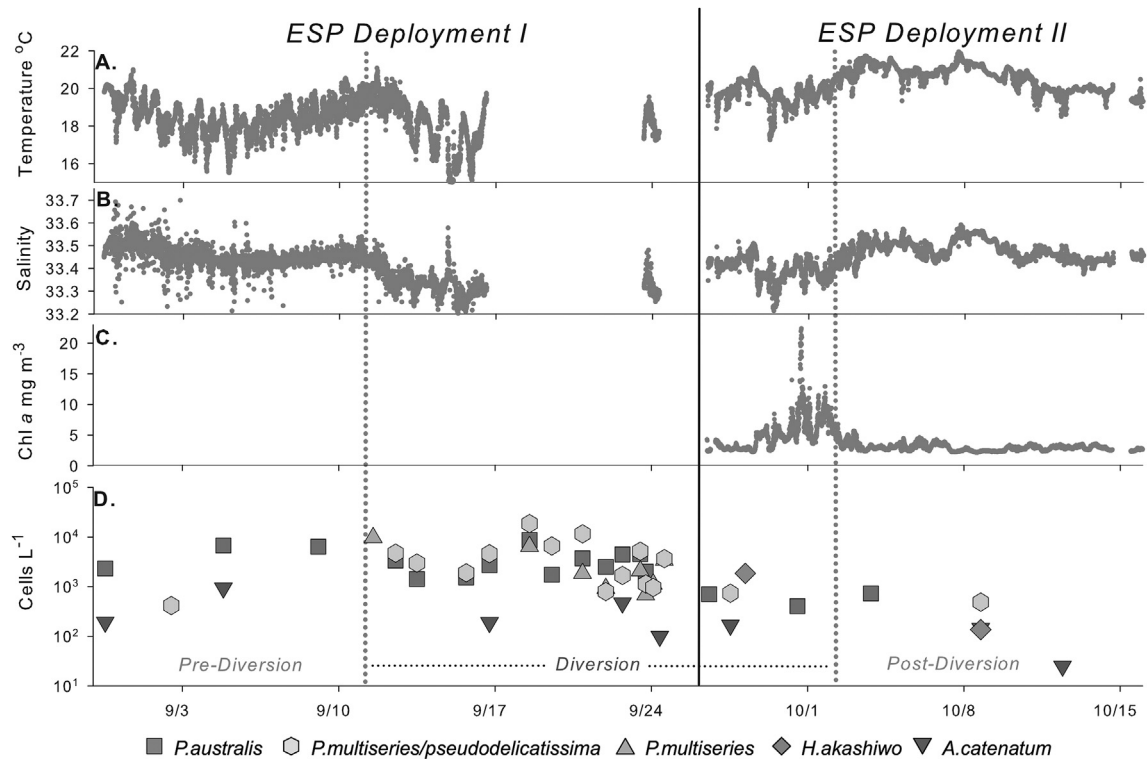 ESP Deployment I
ESP Deployment II
A.
Temperature °C
22
20
18
16
B.
Salinity
33.7
33.6
33.5
33.4
33.3
33.2
C.
Chl a mg m-3
20
15
10
5
0
D.
Cells L-1
10^5
10^4
10^3
10^2
10^1
Pre-Diversion
Diversion
Post-Diversion
9/3 9/10 9/17 9/24 10/1 10/8 10/15
P.australis P.multiseries/pseudodelicatissima P.multiseries H.akashiwo A.catenatum